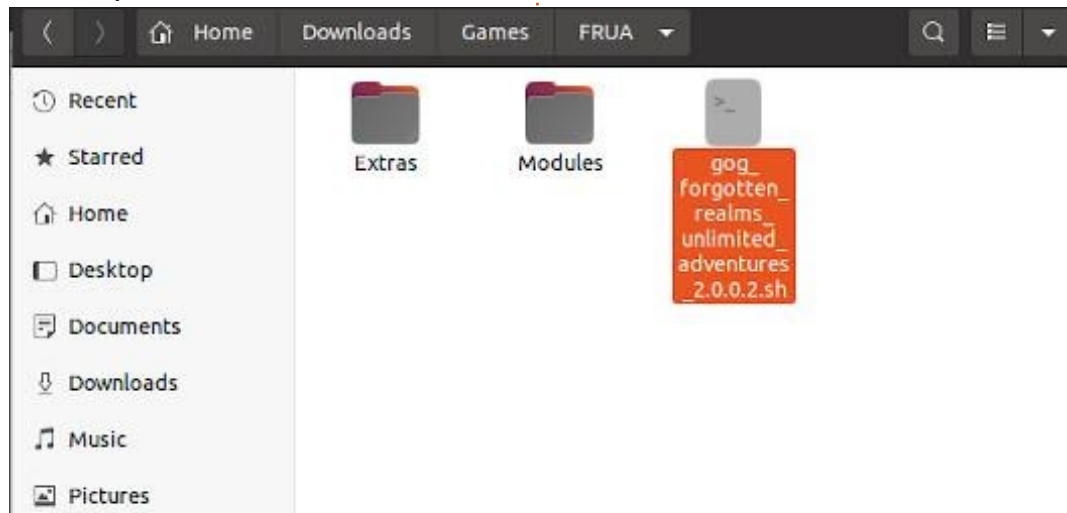 Home Downloads Games FRUA
Recent
Starred
Home
Desktop
Documents
Downloads
Music
Pictures
Extras
Modules
>_
gog_
forgotten_
realms_
unlimited_
adventures
_2.0.0.2.sh